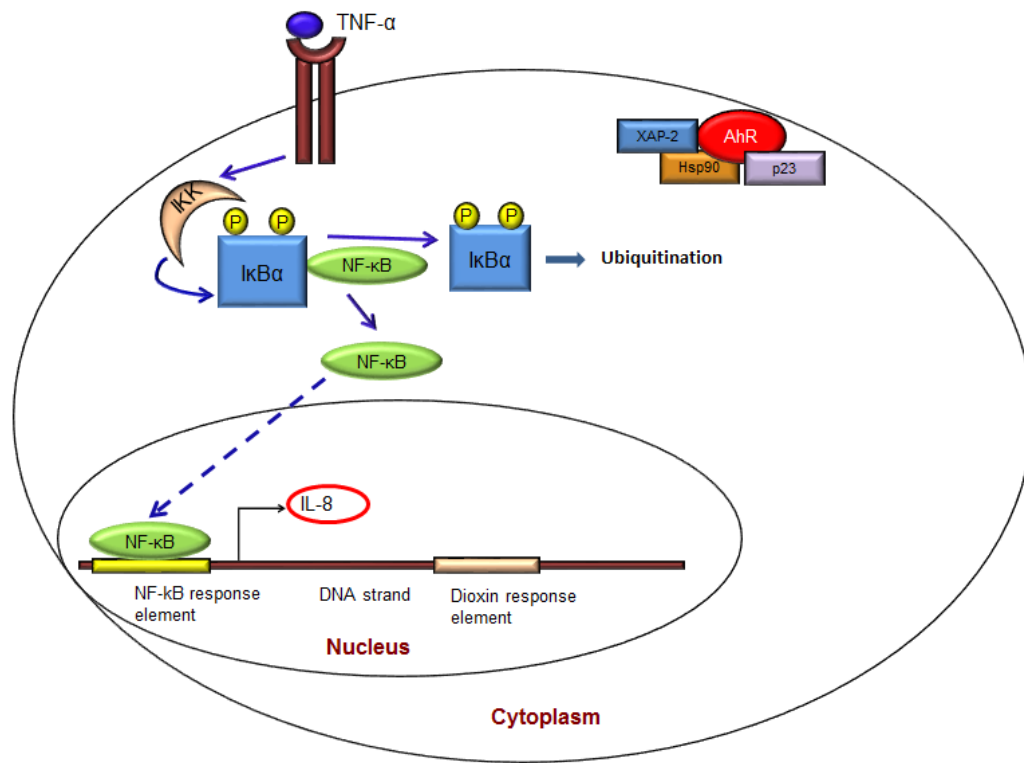 TNF-α
XAP-2
AhR
Hsp90
p23
IKK
P
P
P
P
IκBα
NF-κB
IκBα
Ubiquitination
NF-κB
IL-8
NF-κB
NF-kB response
element
DNA strand
Dioxin response
element
Nucleus
Cytoplasm